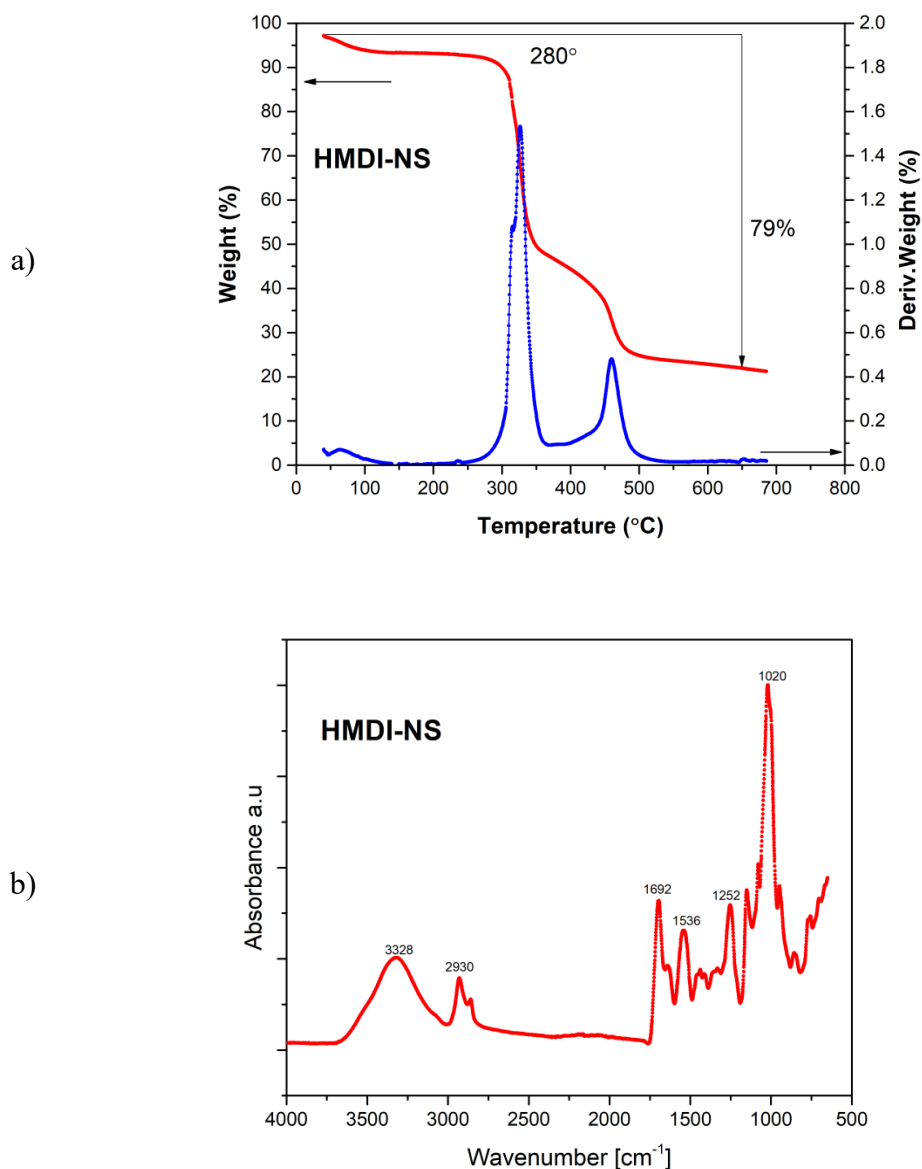 a)
HMDI-NS
280°
79%
Weight (%)
100
90
80
70
60
50
40
30
20
10
0
Deriv.Weight (%)
2.0
1.8
1.6
1.4
1.2
1.0
0.8
0.6
0.4
0.2
0.0
0 100 200 300 400 500 600 700 800
Temperature (°C)
b)
HMDI-NS
Absorbance a.u
3328
2930
1692
1536
1252
1020
4000 3500 3000 2500 2000 1500 1000 500
Wavenumber [cm⁻¹]